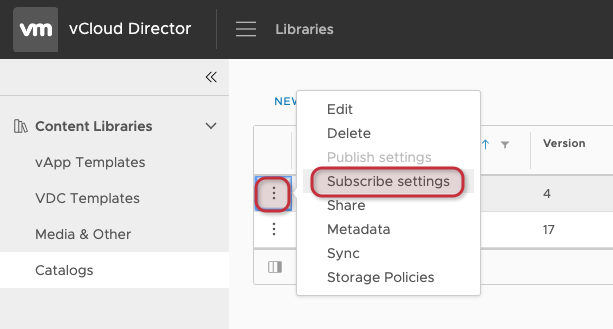 vm vCloud Director Libraries
Content Libraries
vApp Templates
VDC Templates
Media & Other
Catalogs
NEW
Edit
Delete
Publish settings
Subscribe settings
Share
Metadata
Sync
Storage Policies
Version
4
17